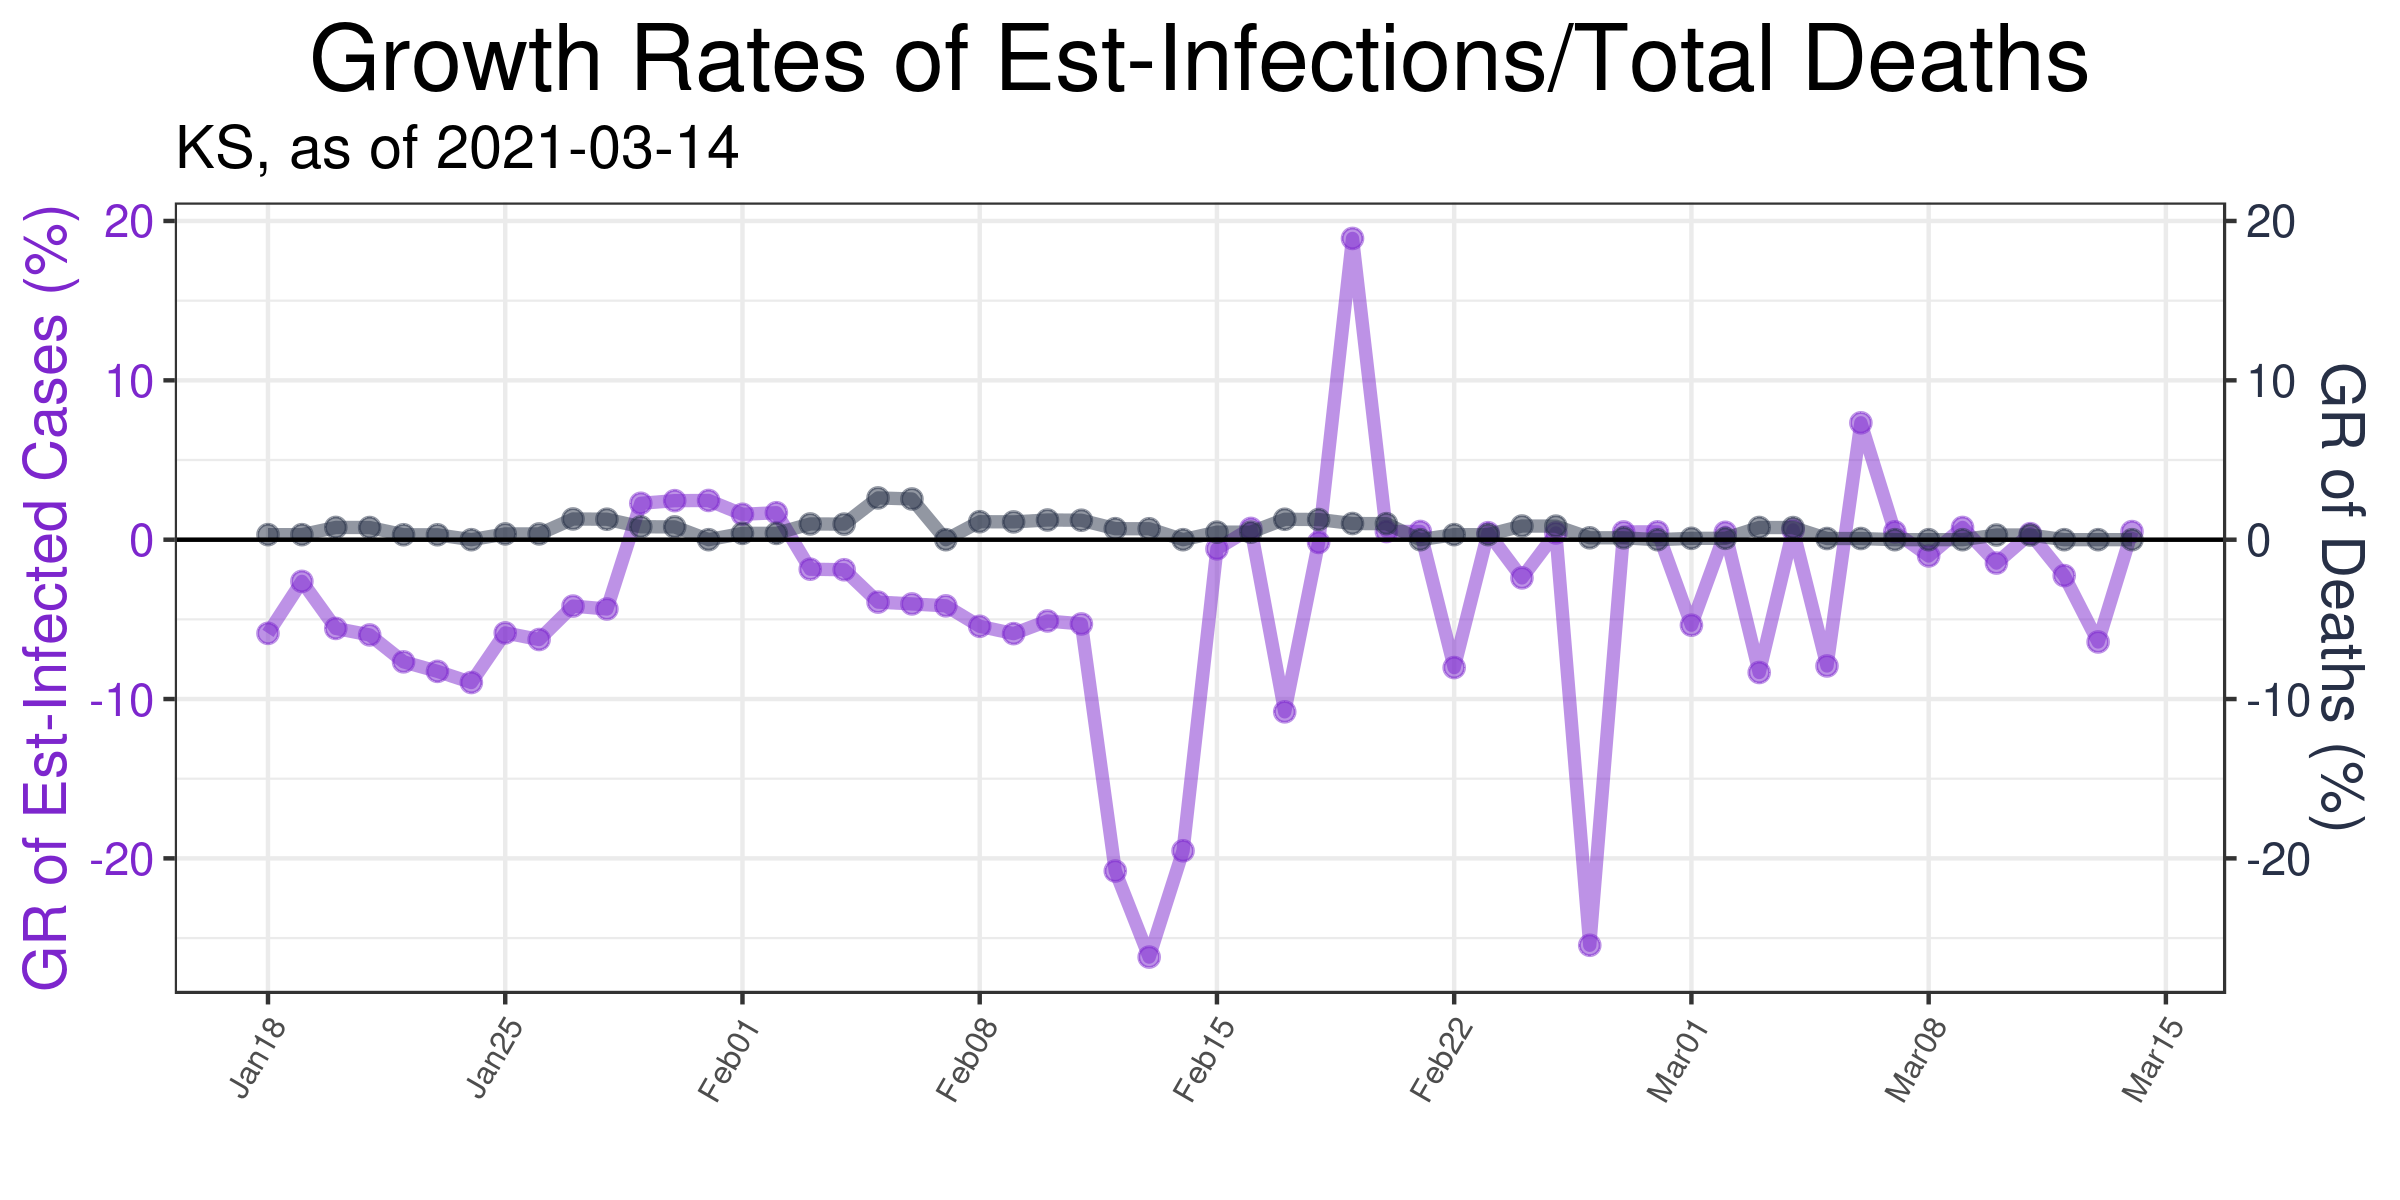 Growth Rates of Est-Infections/Total Deaths
KS, as of 2021-03-14
GR of Est-Infected Cases (%)
20
10
0
-10
-20
20
10
0
-10
-20
GR of Deaths (%)
Jan18
Jan25
Feb01
Feb08
Feb15
Feb22
Mar01
Mar08
Mar15